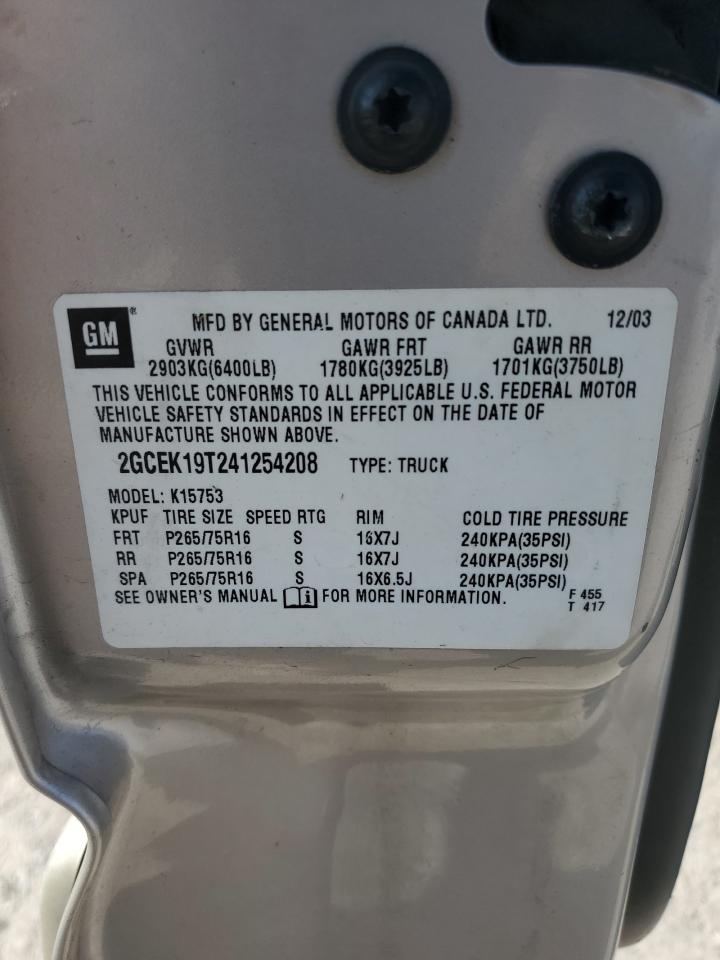 GM ®
MFD BY GENERAL MOTORS OF CANADA LTD. 12/03
GVWR GAWR FRT GAWR RR
2903KG(6400LB) 1780KG(3925LB) 1701KG(3750LB)
THIS VEHICLE CONFORMS TO ALL APPLICABLE U.S. FEDERAL MOTOR
VEHICLE SAFETY STANDARDS IN EFFECT ON THE DATE OF
MANUFACTURE SHOWN ABOVE.
2GCEK19T241254208 TYPE: TRUCK
MODEL: K15753
KPUF TIRE SIZE SPEED RTG RIM COLD TIRE PRESSURE
FRT P265/75R16 S 16X7J 240KPA(35PSI)
RR P265/75R16 S 16X7J 240KPA(35PSI)
SPA P265/75R16 S 16X6.5J 240KPA(35PSI)
SEE OWNER'S MANUAL i FOR MORE INFORMATION. F 455
T 417